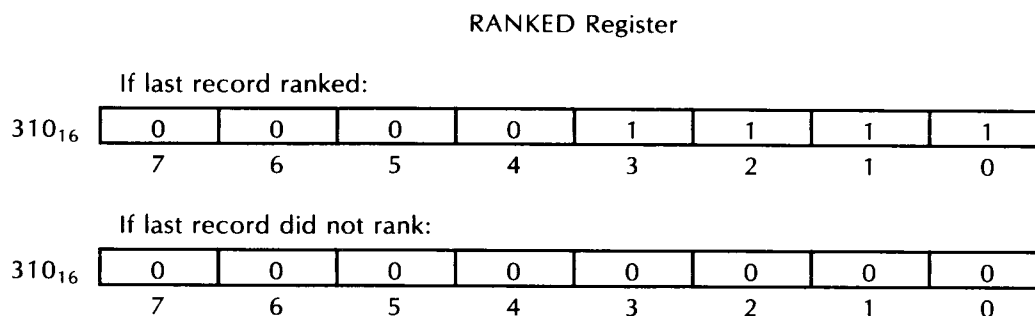 RANKED Register
If last record ranked:
310₁₆ 0 0 0 0 1 1 1 1
7 6 5 4 3 2 1 0
If last record did not rank:
310₁₆ 0 0 0 0 0 0 0 0
7 6 5 4 3 2 1 0